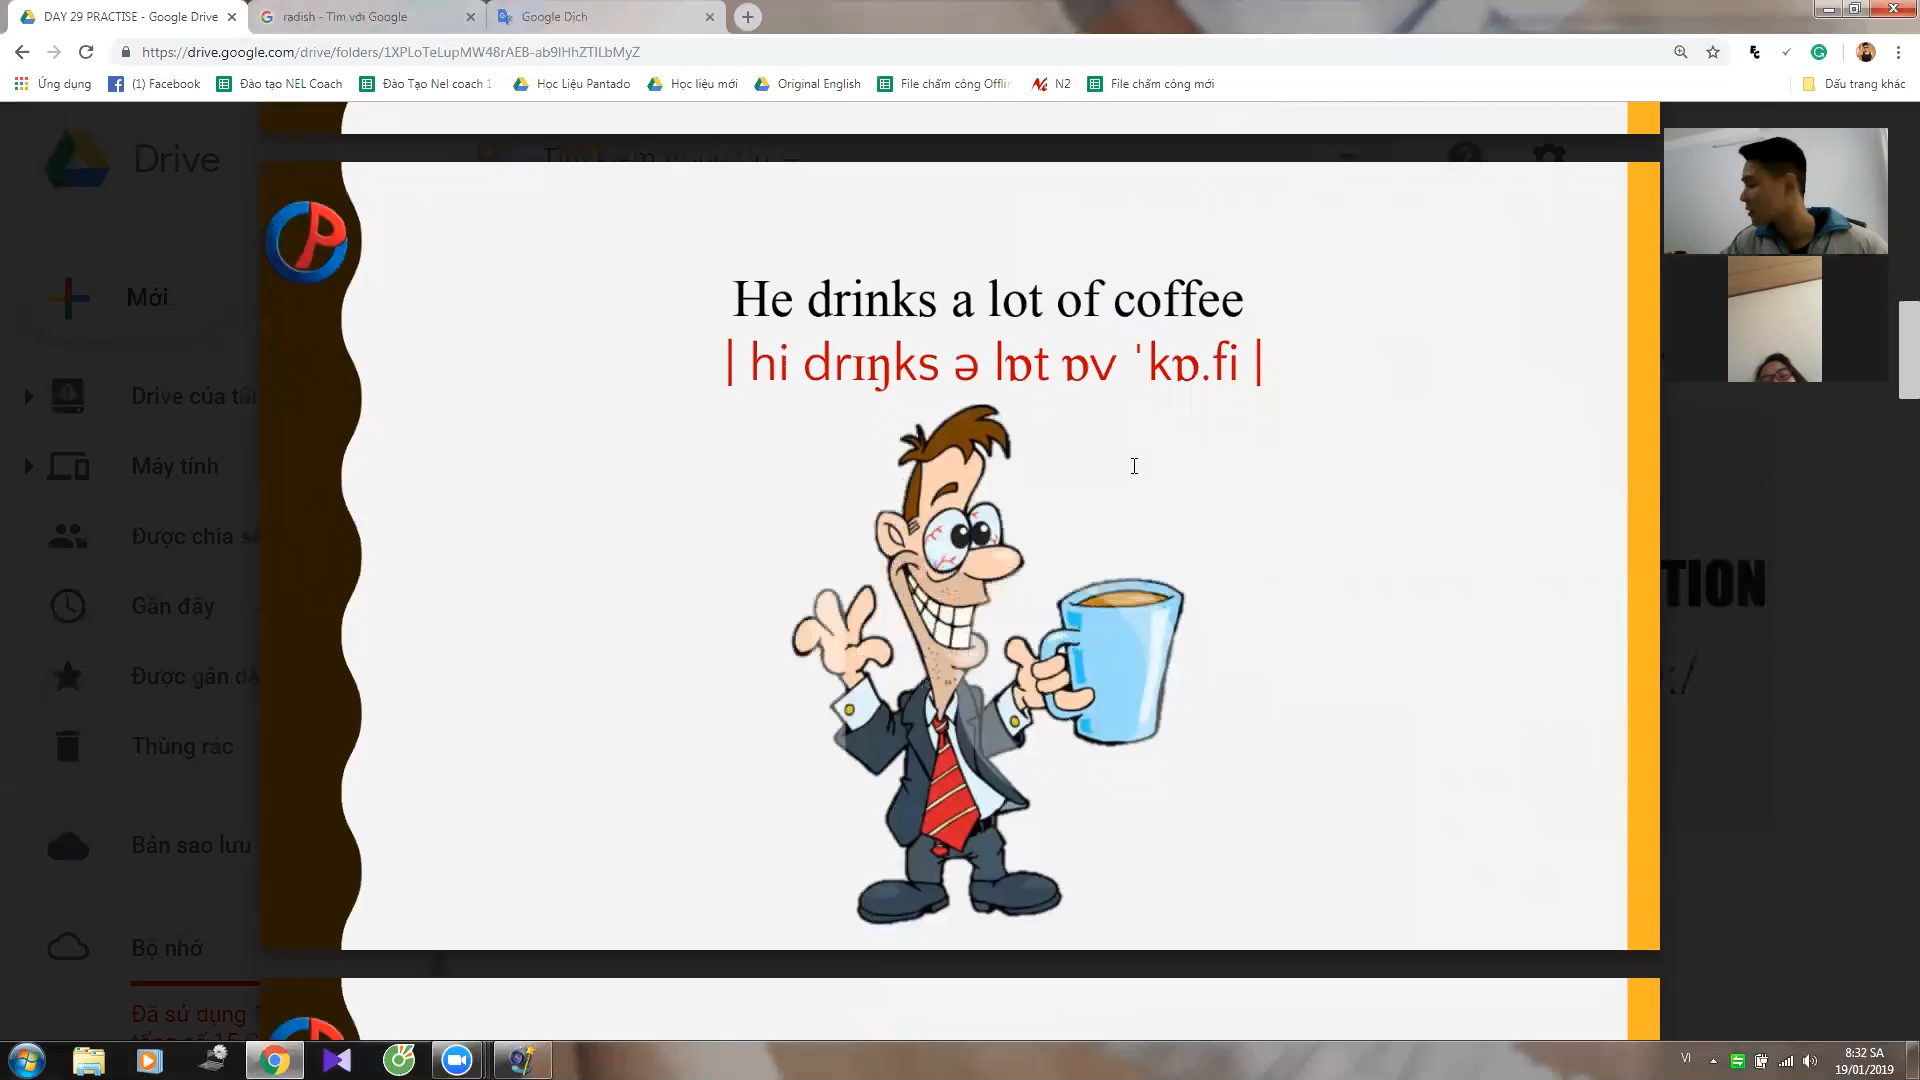 DAY 29 PRACTISE - Google Drive
radish - Tìm với Google
Google Dịch
https://drive.google.com/drive/folders/1XPLoTeLupMW48rAEB-ab9lHhZTlLbMyZ
Ứng dụng
(1) Facebook
Đào tạo NEL Coach
Đào Tạo Nel coach 1
Học Liệu Pantado
Học liệu mới
Original English
File chấm công Offlin
N2
File chấm công mới
Dấu trang khác
Drive
Mới
Drive của tôi
Máy tính
Được chia sẻ
Gần đây
Được gắn dấ
Thùng rác
Bản sao lưu
Bộ nhớ
Đã sử dụng
He drinks a lot of coffee
| hi drɪŋks ə lɒt ɒv ˈkɒ.fi |
TION
VI
8:32 SA
19/01/2019